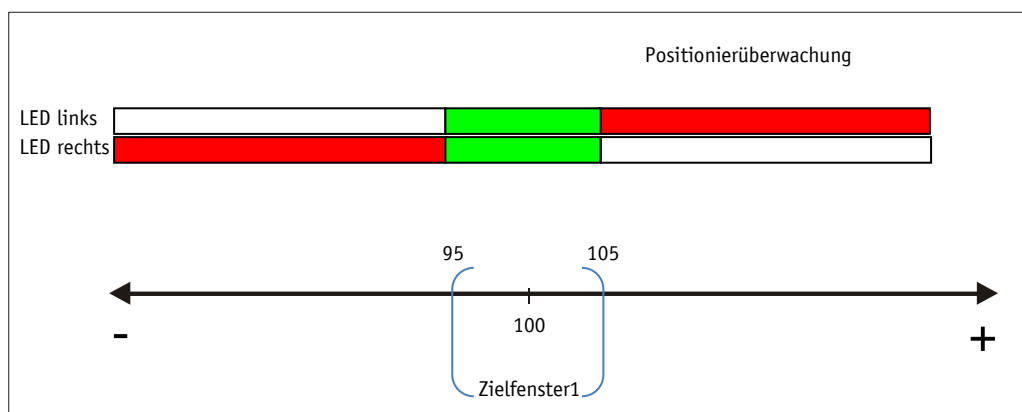 Positionierüberwachung
LED links
LED rechts
95 105
100
- +
Zielfenster1